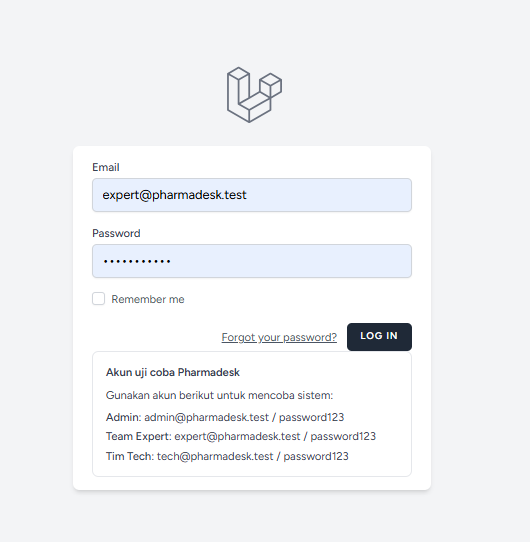 Email
expert@pharmadesk.test
Password
•••••••••••
Remember me
Forgot your password?
LOG IN
Akun uji coba Pharmadesk
Gunakan akun berikut untuk mencoba sistem:
Admin: admin@pharmadesk.test / password123
Team Expert: expert@pharmadesk.test / password123
Tim Tech: tech@pharmadesk.test / password123